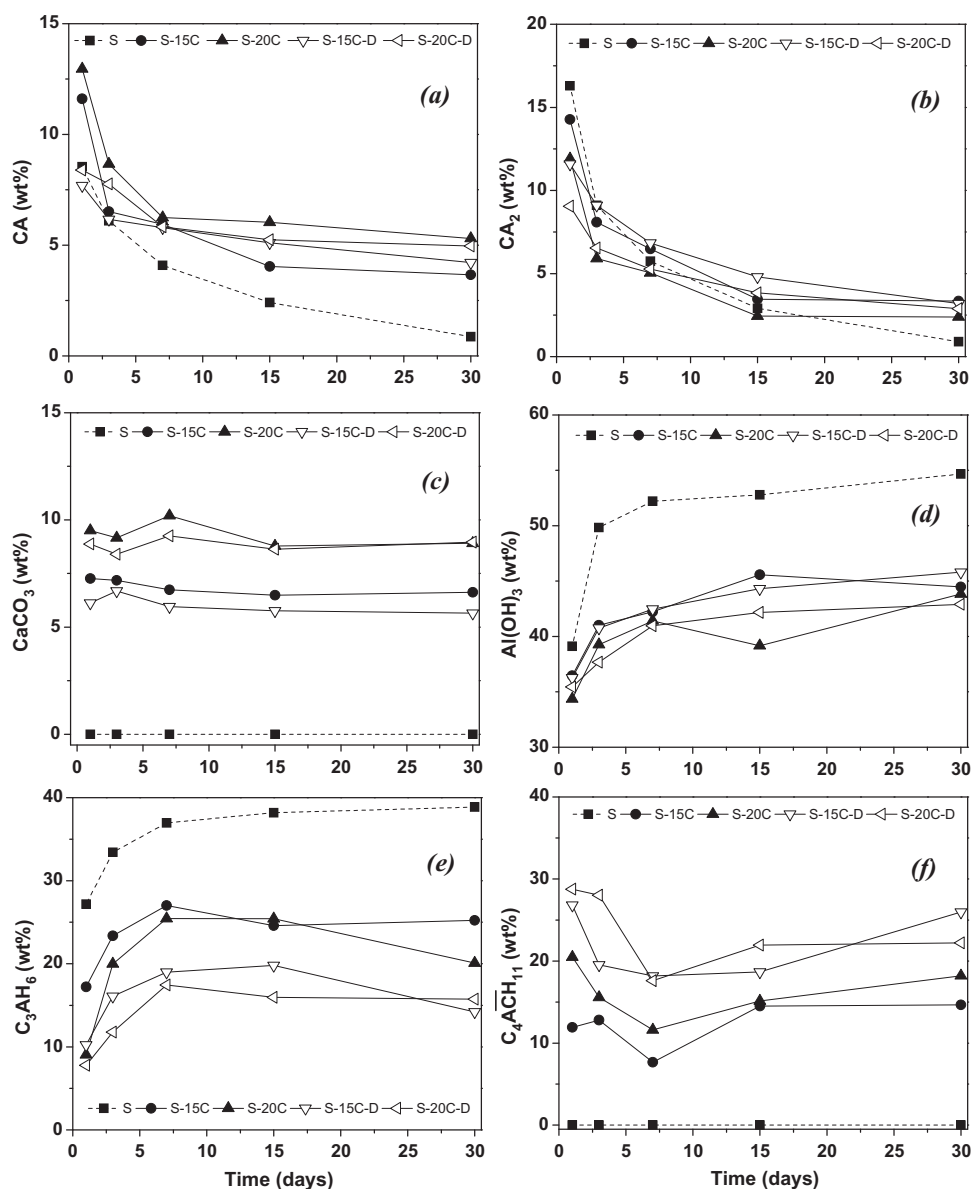 S S-15C S-20C S-15C-D S-20C-D
(a)
CA (wt%)
15
10
5
0
0 5 10 15 20 25 30
S S-15C S-20C S-15C-D S-20C-D
(b)
CA₂ (wt%)
20
15
10
5
0
0 5 10 15 20 25 30
S S-15C S-20C S-15C-D S-20C-D
(c)
CaCO₃ (wt%)
15
10
5
0
0 5 10 15 20 25 30
S S-15C S-20C S-15C-D S-20C-D
(d)
Al(OH)₃ (wt%)
60
50
40
30
0 5 10 15 20 25 30
(e)
C₃AH₆ (wt%)
40
30
20
10
0
S S-15C S-20C S-15C-D S-20C-D
0 5 10 15 20 25 30
Time (days)
S S-15C S-20C S-15C-D S-20C-D
(f)
C₄AC̅H₁₁ (wt%)
40
30
20
10
0
0 5 10 15 20 25 30
Time (days)